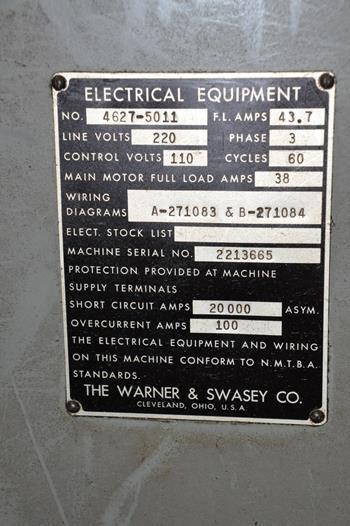 ELECTRICAL EQUIPMENT
NO. 4627-5011 F.L. AMPS 43.7
LINE VOLTS 220 PHASE 3
CONTROL VOLTS 110 CYCLES 60
MAIN MOTOR FULL LOAD AMPS 38
WIRING
DIAGRAMS A-271083 & B-271084
ELECT. STOCK LIST
MACHINE SERIAL NO. 2213665
PROTECTION PROVIDED AT MACHINE
SUPPLY TERMINALS
SHORT CIRCUIT AMPS 20000 ASYM.
OVERCURRENT AMPS 100
THE ELECTRICAL EQUIPMENT AND WIRING
ON THIS MACHINE CONFORM TO N.M.T.B.A.
STANDARDS.
THE WARNER & SWASEY CO.
CLEVELAND, OHIO, U.S.A.